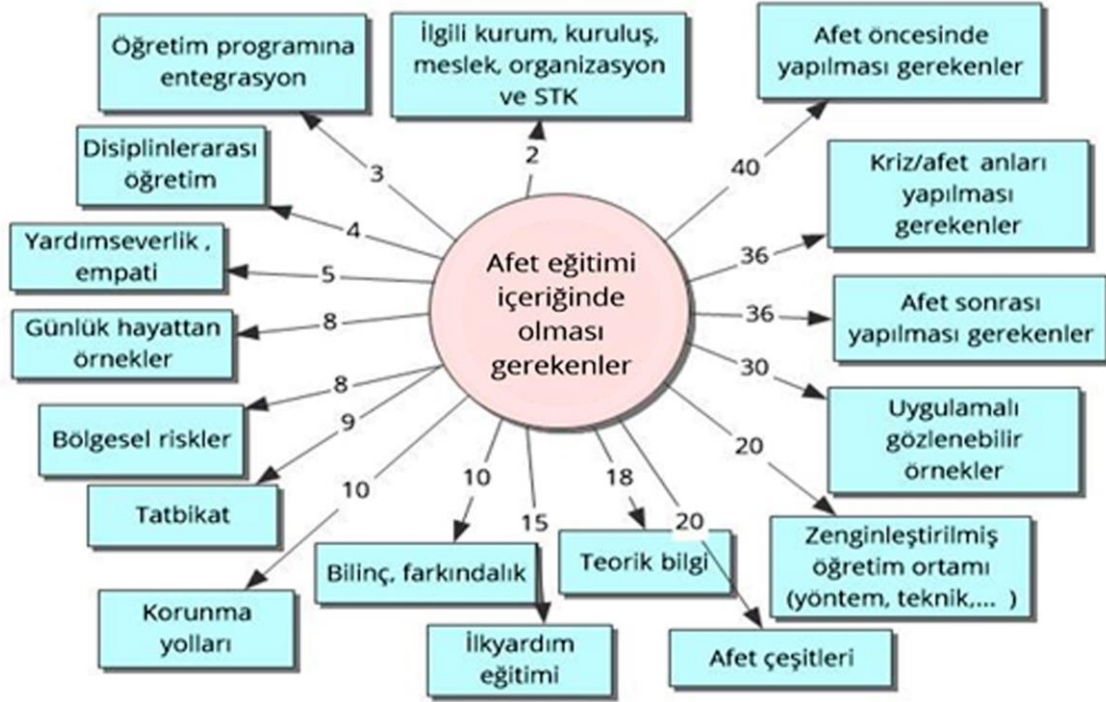 Öğretim programına
entegrasyon
İlgili kurum, kuruluş,
meslek, organizasyon
ve STK
Afet öncesinde
yapılması gerekenler
3
2
40
Disiplinlerarası
öğretim
4
Kriz/afet anları
yapılması
gerekenler
36
Yardımseverlik ,
empati
5
Afet eğitimi
içeriğinde
olması
gerekenler
Afet sonrası
yapılması gerekenler
36
Günlük hayattan
örnekler
8
30
Uygulamalı
gözlenebilir
örnekler
Bölgesel riskler
8
9
Tatbikat
20
Zenginleştirilmiş
öğretim ortamı
(yöntem, teknik,... )
10
Korunma
yolları
10
Bilinç, farkındalık
15
İlkyardım
eğitimi
18
Teorik bilgi
20
Afet çeşitleri